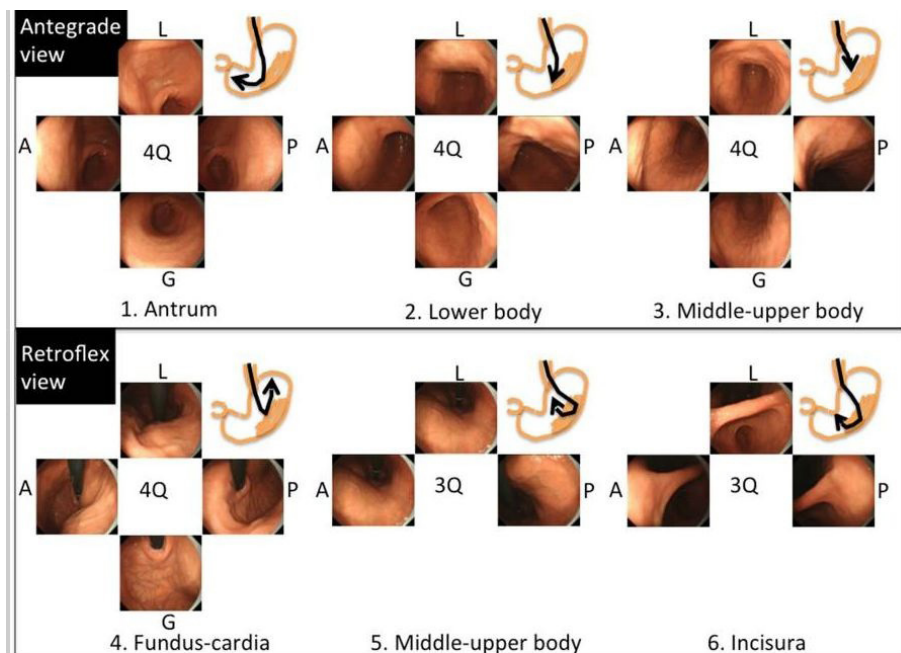 Antegrade
view
L
A
4Q
P
G
1. Antrum
L
A
4Q
P
G
2. Lower body
L
A
4Q
P
G
3. Middle-upper body
Retroflex
view
L
A
4Q
P
G
4. Fundus-cardia
L
A
3Q
P
5. Middle-upper body
L
A
3Q
P
6. Incisura